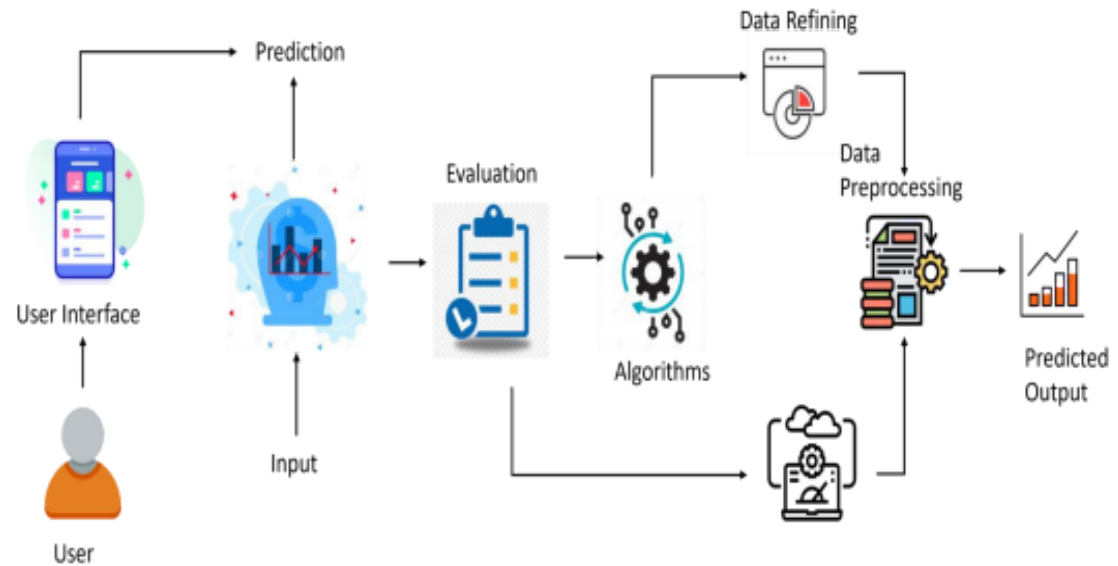 Data Refining
Prediction
Data
Preprocessing
Evaluation
User Interface
Algorithms
Predicted
Output
Input
User